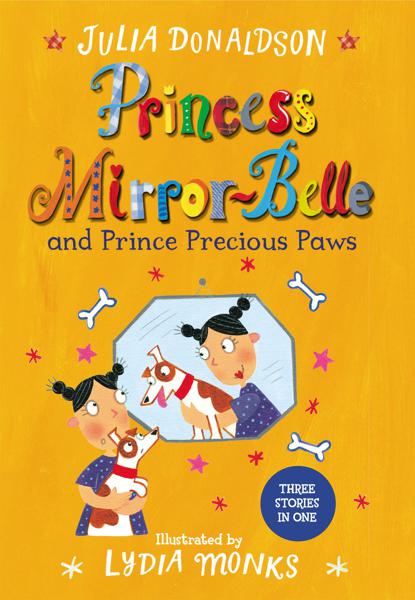 JULIA DONALDSON
Princess
Mirror-Belle
and Prince Precious Paws
THREE
STORIES
IN ONE
Illustrated by
LYDIA MONKS